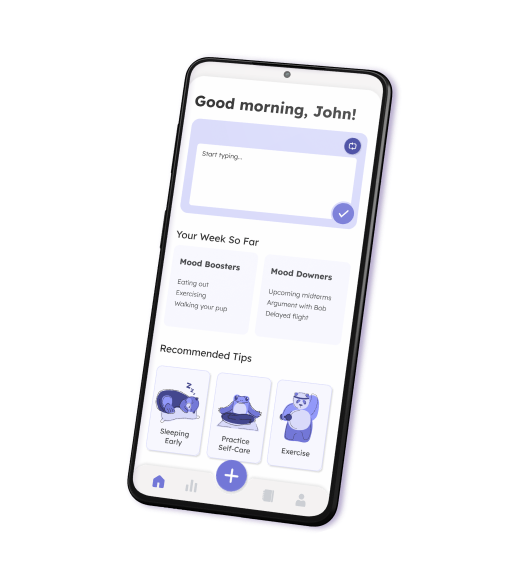 Good morning, John!
Start typing..
Your Week So Far
Mood Boosters
Eating out
Exercising
Walking your pup
Mood Downers
Upcoming midterms
Argument with Bob
Delayed flight
Recommended Tips
z z z
Sleeping
Early
Practice
Self-Care
Exercise